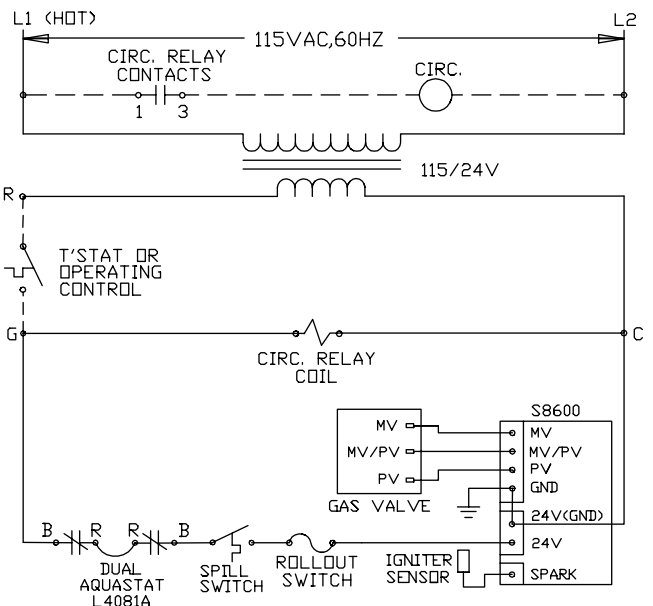 L1 (HOT)
L2
115VAC,60HZ
CIRC. RELAY
CONTACTS
CIRC.
1 3
115/24V
R
T'STAT OR
OPERATING
CONTROL
G
C
CIRC. RELAY
COIL
S8600
MV
MV
MV/PV
MV/PV
PV
PV
GND
GAS VALVE
24V(GND)
B R R B
24V
DUAL
AQUASTAT
L4081A
SPILL
SWITCH
ROLLOUT
SWITCH
IGNITER
SENSOR
SPARK